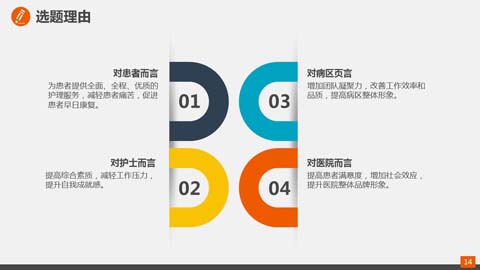 选题理由
对患者而言
为患者提供全面、全程、优质的
护理服务，减轻患者痛苦，促进
患者早日康复。
01
对护士而言
提高综合素质，减轻工作压力，
提升自我成就感。
02
对病区页言
增加团队凝聚力，改善工作效率和
品质，提高病区整体形象。
03
对医院而言
提高患者满意度，增加社会效应，
提升医院整体品牌形象。
04
14